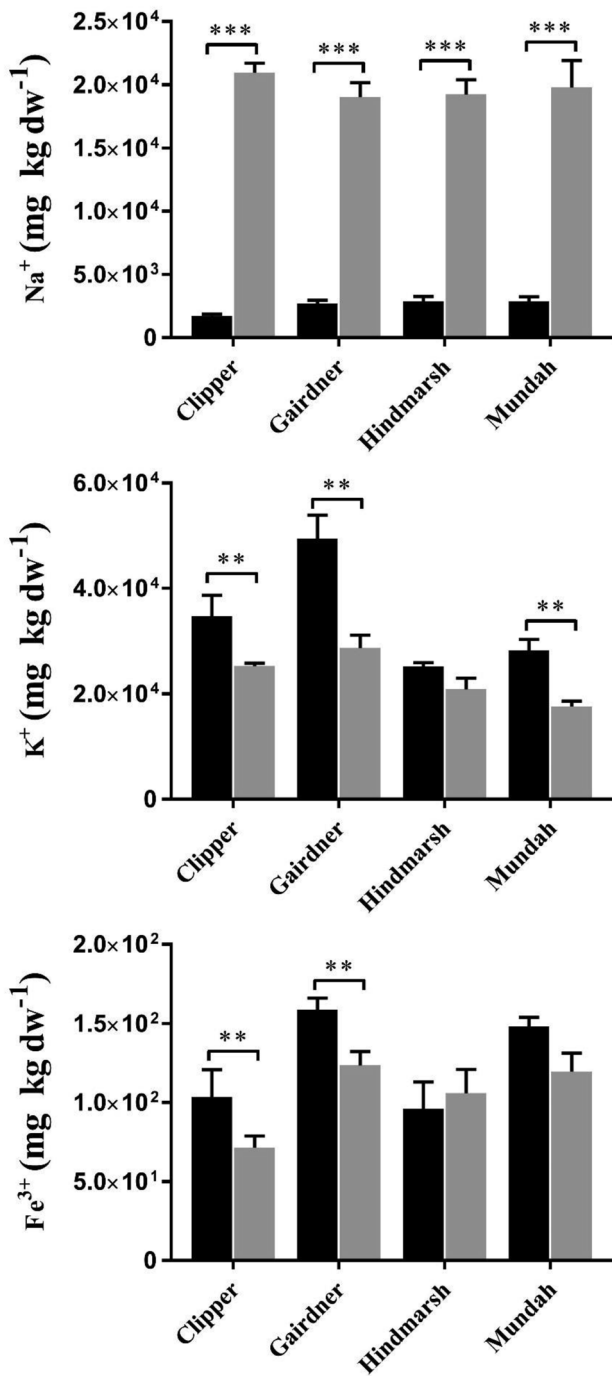 Na⁺ (mg kg dw⁻¹)
2.5×10⁴
2.0×10⁴
1.5×10⁴
1.0×10⁴
5.0×10³
0
*** *** *** ***
Clipper Gairdner Hindmarsh Mundah
K⁺ (mg kg dw⁻¹)
6.0×10⁴
4.0×10⁴
2.0×10⁴
0
** ** **
Clipper Gairdner Hindmarsh Mundah
Fe³⁺ (mg kg dw⁻¹)
2.0×10²
1.5×10²
1.0×10²
5.0×10¹
0
** **
Clipper Gairdner Hindmarsh Mundah